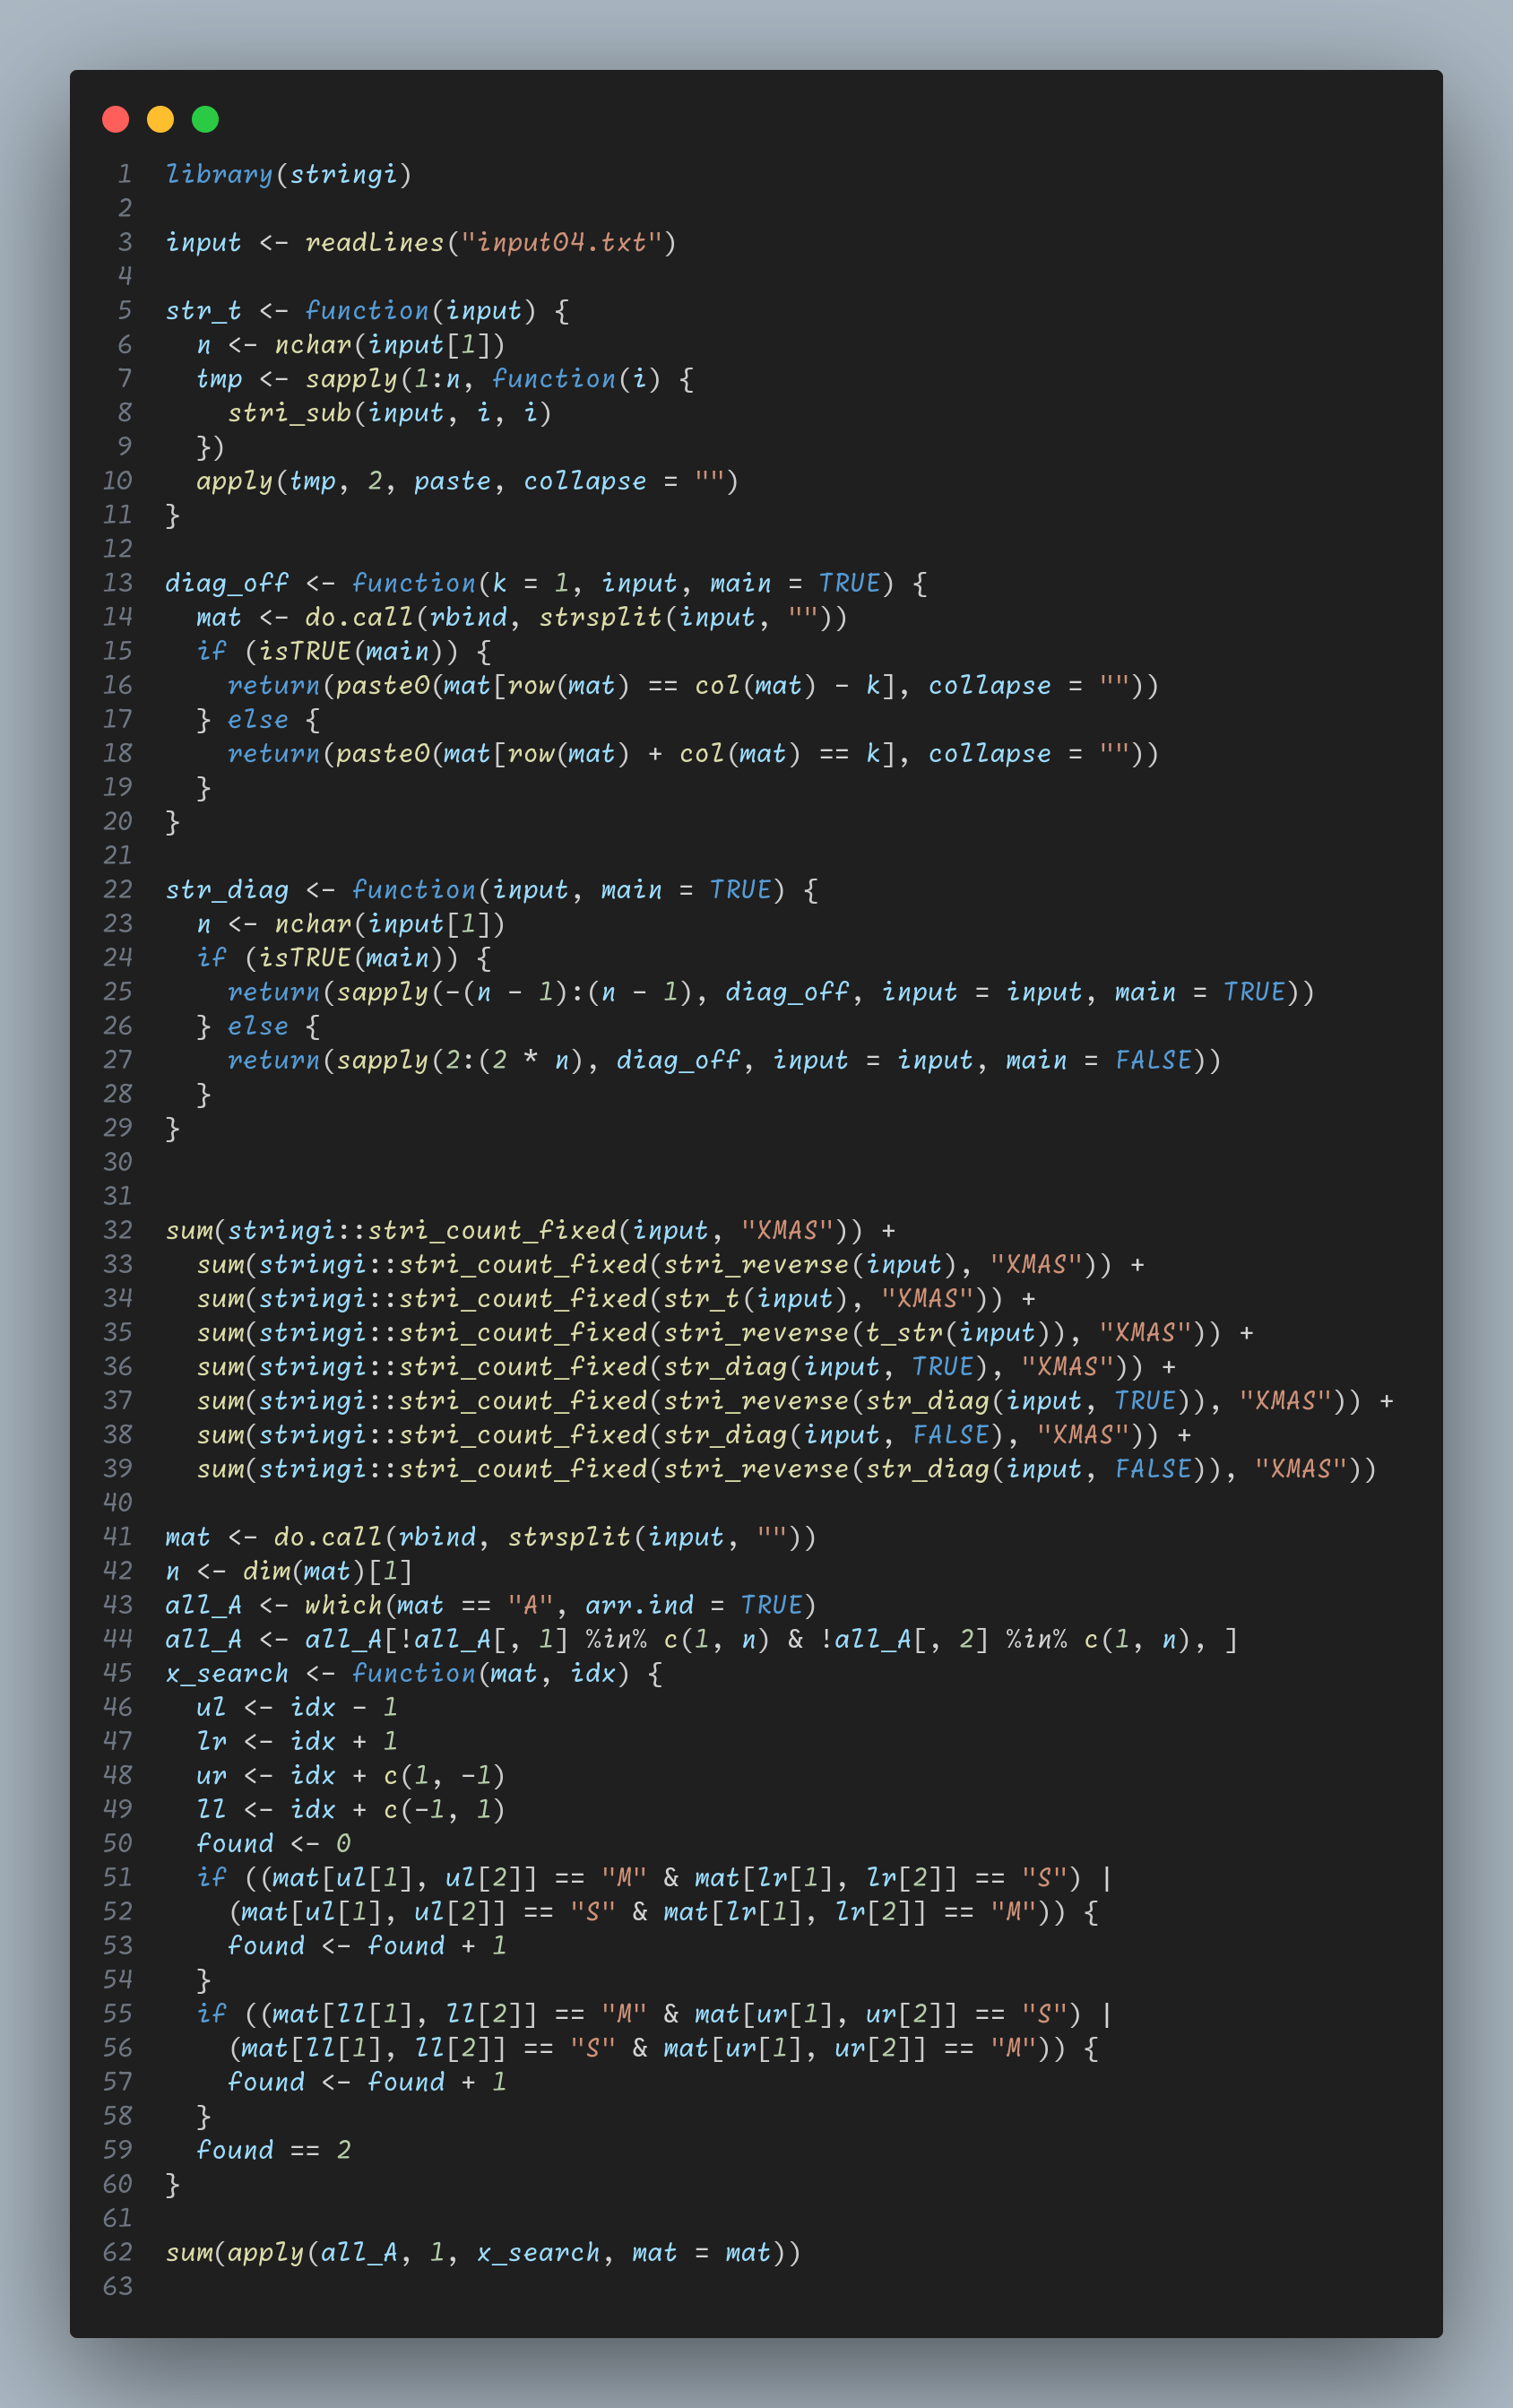 1 library(stringi)
2
3 input <- readLines("input04.txt")
4
5 str_t <- function(input) {
6   n <- nchar(input[1])
7   tmp <- sapply(1:n, function(i) {
8     stri_sub(input, i, i)
9   })
10   apply(tmp, 2, paste, collapse = "")
11 }
12
13 diag_off <- function(k = 1, input, main = TRUE) {
14   mat <- do.call(rbind, strsplit(input, ""))
15   if (isTRUE(main)) {
16     return(paste0(mat[row(mat) == col(mat) - k], collapse = ""))
17   } else {
18     return(paste0(mat[row(mat) + col(mat) == k], collapse = ""))
19   }
20 }
21
22 str_diag <- function(input, main = TRUE) {
23   n <- nchar(input[1])
24   if (isTRUE(main)) {
25     return(sapply(-(n - 1):(n - 1), diag_off, input = input, main = TRUE))
26   } else {
27     return(sapply(2:(2 * n), diag_off, input = input, main = FALSE))
28   }
29 }
30
31
32 sum(stringi::stri_count_fixed(input, "XMAS")) +
33   sum(stringi::stri_count_fixed(stri_reverse(input), "XMAS")) +
34   sum(stringi::stri_count_fixed(str_t(input), "XMAS")) +
35   sum(stringi::stri_count_fixed(stri_reverse(t_str(input)), "XMAS")) +
36   sum(stringi::stri_count_fixed(str_diag(input, TRUE), "XMAS")) +
37   sum(stringi::stri_count_fixed(stri_reverse(str_diag(input, TRUE)), "XMAS")) +
38   sum(stringi::stri_count_fixed(str_diag(input, FALSE), "XMAS")) +
39   sum(stringi::stri_count_fixed(stri_reverse(str_diag(input, FALSE)), "XMAS"))
40
41 mat <- do.call(rbind, strsplit(input, ""))
42 n <- dim(mat)[1]
43 all_A <- which(mat == "A", arr.ind = TRUE)
44 all_A <- all_A[!all_A[, 1] %in% c(1, n) & !all_A[, 2] %in% c(1, n), ]
45 x_search <- function(mat, idx) {
46   ul <- idx - 1
47   lr <- idx + 1
48   ur <- idx + c(1, -1)
49   ll <- idx + c(-1, 1)
50   found <- 0
51   if ((mat[ul[1], ul[2]] == "M" & mat[lr[1], lr[2]] == "S") |
52     (mat[ul[1], ul[2]] == "S" & mat[lr[1], lr[2]] == "M")) {
53     found <- found + 1
54   }
55   if ((mat[ll[1], ll[2]] == "M" & mat[ur[1], ur[2]] == "S") |
56     (mat[ll[1], ll[2]] == "S" & mat[ur[1], ur[2]] == "M")) {
57     found <- found + 1
58   }
59   found == 2
60 }
61
62 sum(apply(all_A, 1, x_search, mat = mat))
63